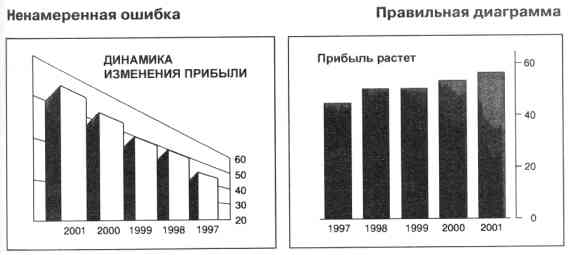 Ненамеренная ошибка
Правильная диаграмма
ДИНАМИКА
ИЗМЕНЕНИЯ ПРИБЫЛИ
60
50
40
30
20
2001 2000 1999 1998 1997
Прибыль растет
60
40
20
0
1997 1998 1999 2000 2001